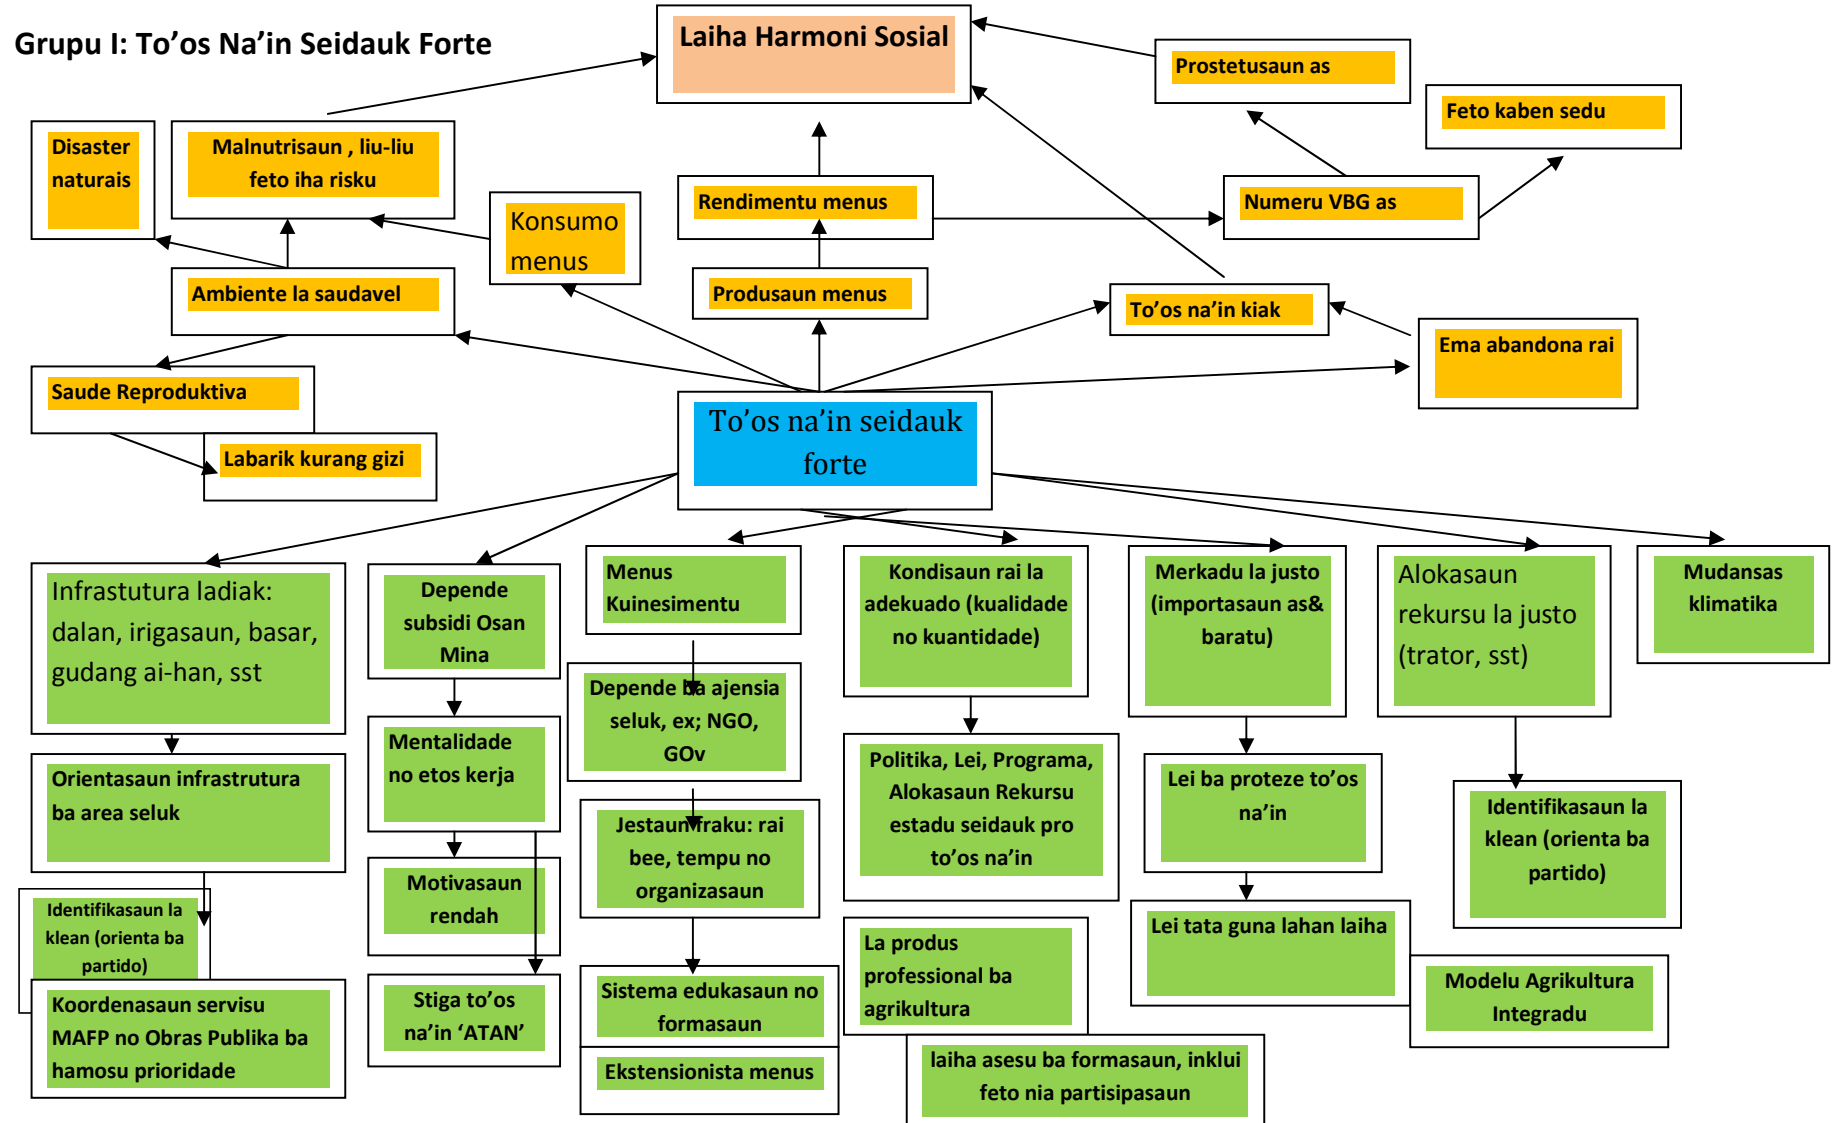 Grupu I: To’os Na’in Seidauk Forte
Laiha Harmoni Sosial
Prostetusaun as
Feto kaben sedu
Disaster
naturais
Malnutrisaun , liu-liu
feto iha risku
Konsumo
menus
Rendimentu menus
Numeru VBG as
Ambiente la saudavel
Produsaun menus
To’os na’in kiak
Ema abandona rai
Saude Reproduktiva
Labarik kurang gizi
To’os na’in seidauk
forte
Infrastutura ladiak:
dalan, irigasaun, basar,
gudang ai-han, sst
Depende
subsidi Osan
Mina
Menus
Kuinesimentu
Kondisaun rai la
adekuado (kualidade
no kuantidade)
Merkadu la justo
(importasaun as&
baratu)
Alokasaun
rekursu la justo
(trator, sst)
Mudansas
klimatika
Orientasaun infrastrutura
ba area seluk
Mentalidade
no etos kerja
Depende ba ajensia
seluk, ex; NGO,
GOv
Politika, Lei, Programa,
Alokasaun Rekursu
estadu seidauk pro
to’os na’in
Lei ba proteze to’os
na’in
Identifikasaun la
klean (orienta ba
partido)
Identifikasaun la
klean (orienta ba
partido)
Motivasaun
rendah
Jestaun fraku: rai
bee, tempu no
organizasaun
La produs
professional ba
agrikultura
Lei tata guna lahan laiha
Koordenasaun servisu
MAFP no Obras Publika ba
hamosu prioridade
Stiga to’os
na’in ‘ATAN’
Sistema edukasaun no
formasaun
Ekstensionista menus
laiha asesu ba formasaun, inklui
feto nia partisipasaun
Modelu Agrikultura
Integradu